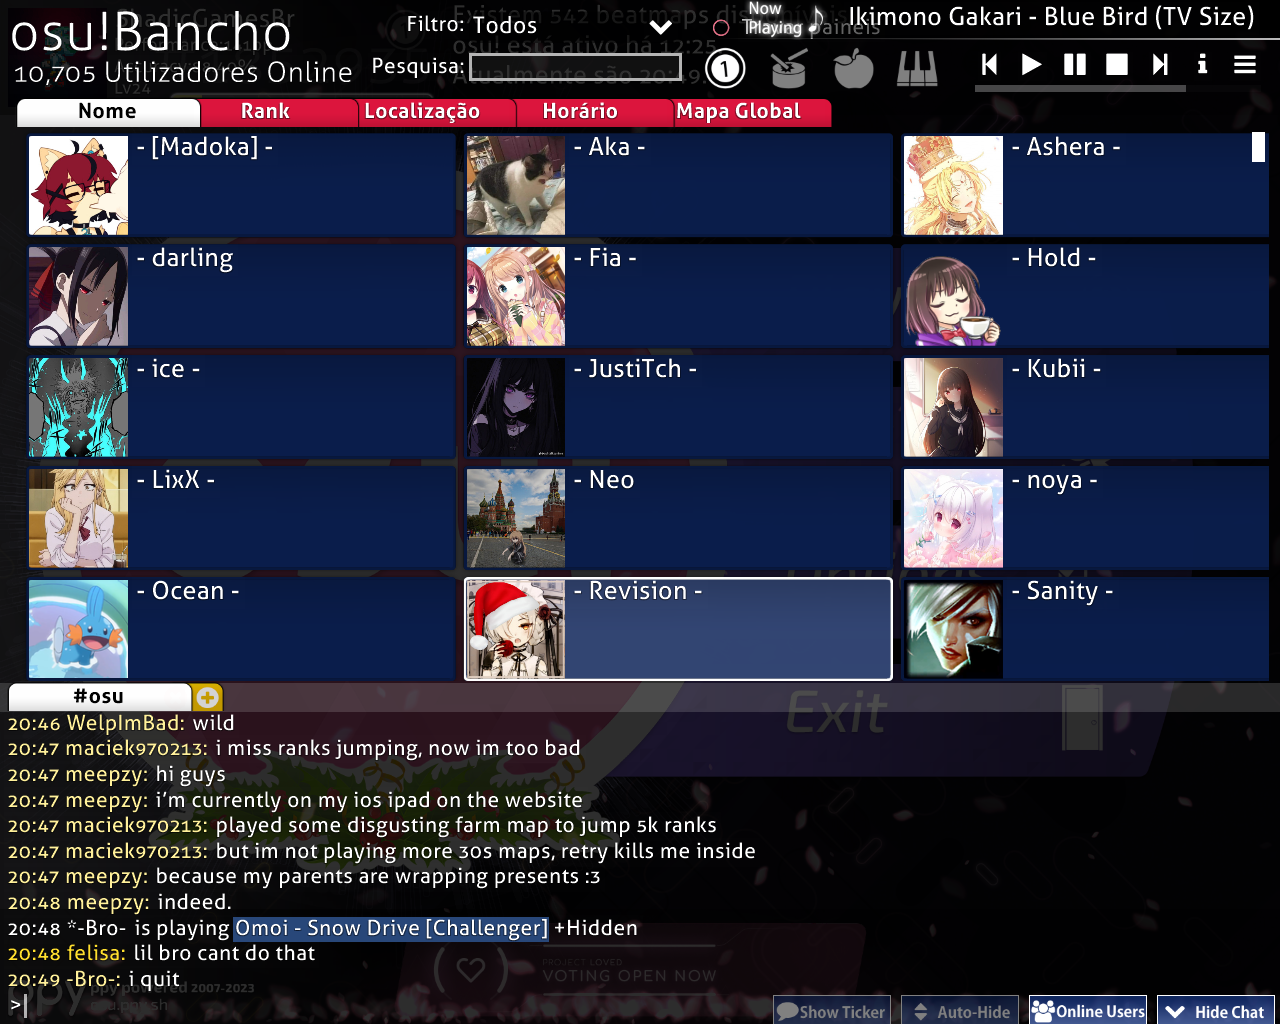 osu!Bancho
10,705 Utilizadores Online
Filtro: Todos
Pesquisa:
Now Playing
Ikimono Gakari - Blue Bird (TV Size)
1
Nome
Rank
Localização
Horário
Mapa Global
- [Madoka] -
- Aka -
- Ashera -
- darling
- Fia -
- Hold -
- ice -
- JustiTch -
- Kubii -
- LixX -
- Neo
- noya -
- Ocean -
- Revision -
- Sanity -
Exit
#osu
20:46 WelpImBad: wild
20:47 maciek970213: i miss ranks jumping, now im too bad
20:47 meepzy: hi guys
20:47 meepzy: i'm currently on my ios ipad on the website
20:47 maciek970213: played some disgusting farm map to jump 5k ranks
20:47 maciek970213: but im not playing more 30s maps, retry kills me inside
20:47 meepzy: because my parents are wrapping presents :3
20:48 meepzy: indeed.
20:48 *-Bro- is playing Omoi - Snow Drive [Challenger] +Hidden
20:48 felisa: lil bro cant do that
20:49 -Bro-: i quit
>
PROJECT LOVED
VOTING OPEN NOW
ppy powered 2007-2023
Show Ticker
Auto-Hide
Online Users
Hide Chat